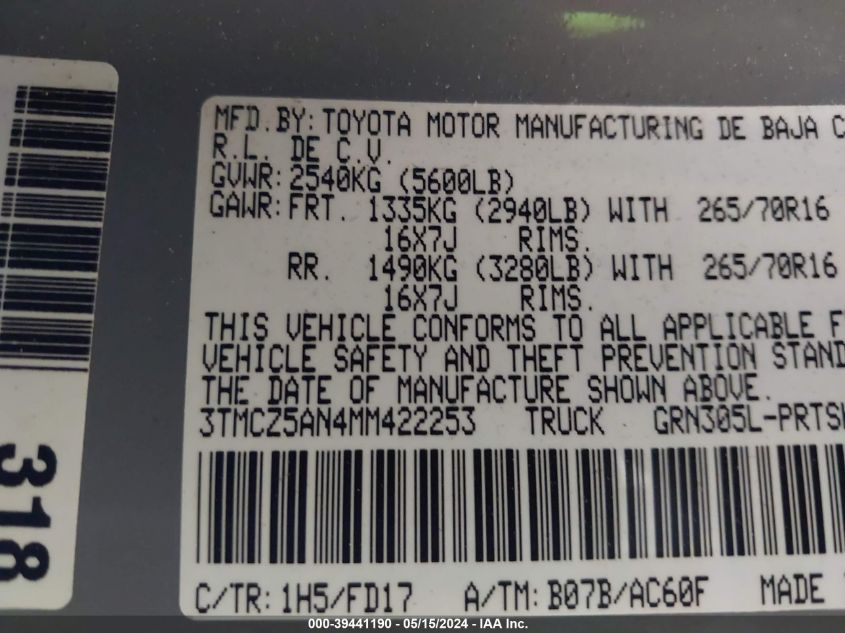 MFD.BY: TOYOTA MOTOR MANUFACTURING DE BAJA C
R.L. DE C.V.
GVWR: 2540KG (5600LB)
GAWR: FRT. 1335KG (2940LB) WITH 265/70R16
16X7J RIMS.
RR. 1490KG (3280LB) WITH 265/70R16
16X7J RIMS.
THIS VEHICLE CONFORMS TO ALL APPLICABLE F
VEHICLE SAFETY AND THEFT PREVENTION STAND
THE DATE OF MANUFACTURE SHOWN ABOVE.
3TMCZ5AN4MM422253 TRUCK GRN305L-PRTS
C/TR: 1H5/FD17 A/TM: B07B/AC60F MADE
318
000-39441190 - 05/15/2024 - IAA Inc.